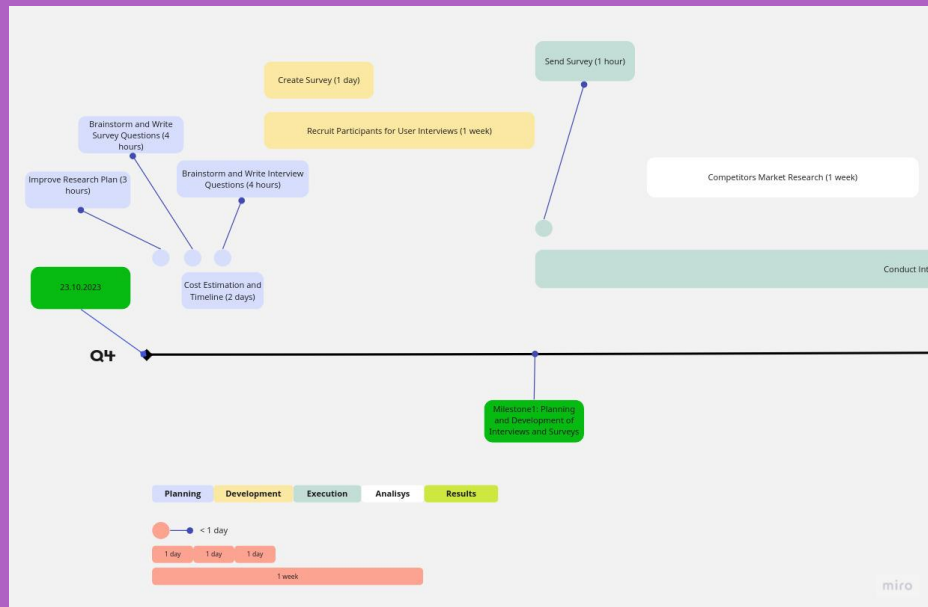 Send Survey (1 hour)
Create Survey (1 day)
Brainstorm and Write
Survey Questions (4
hours)
Recruit Participants for User Interviews (1 week)
Improve Research Plan (3
hours)
Brainstorm and Write Interview
Questions (4 hours)
Competitors Market Research (1 week)
23.10.2023
Cost Estimation and
Timeline (2 days)
Conduct Int
Q4
Milestone1: Planning
and Development of
Interviews and Surveys
Planning Development Execution Analisys Results
< 1 day
1 day 1 day 1 day
1 week
miro